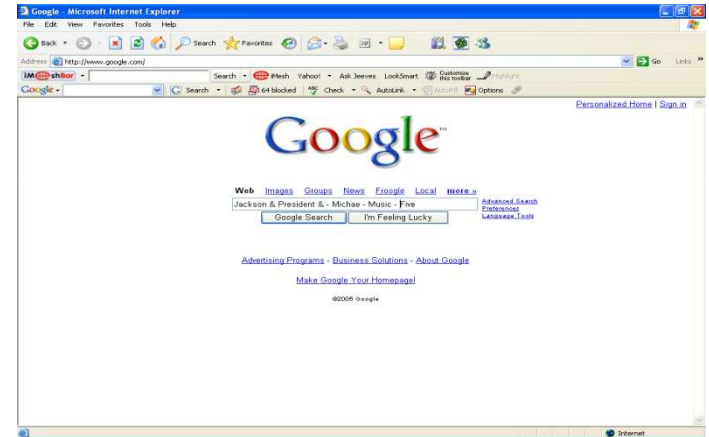 Google - Microsoft Internet Explorer
File Edit View Favorites Tools Help
Back Search Favorites
Address http://www.google.com/ Go Links »
Search Mesh Yahoo! Ask Jeeves LookSmart Customize this toolbar Highlight
Google Search 64 blocked Check AutoLink AutoFill Options
Personalized Home | Sign in
Google™
Web Images Groups News Froogle Local more »
Jackson & President & - Michae - Music - Five
Advanced Search
Preferences
Language Tools
Google Search I'm Feeling Lucky
Advertising Programs - Business Solutions - About Google
Make Google Your Homepage!
©2005 Google
Internet